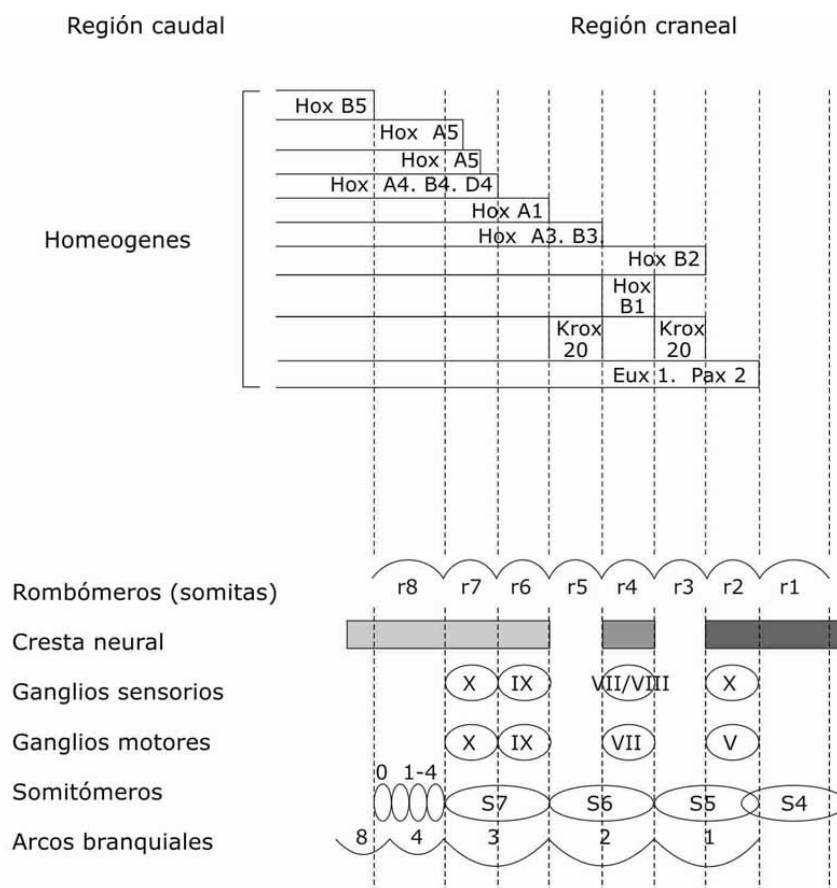 Región caudal Región craneal
Hox B5
Hox A5
Hox A5
Hox A4. B4. D4
Hox A1
Homeogenes
Hox A3. B3.
Hox B2
Hox
B1
Krox Krox
20 20
Eux 1. Pax 2
Rombómeros (somitas) r8 r7 r6 r5 r4 r3 r2 r1
Cresta neural
Ganglios sensorios X IX VII/VIII X
Ganglios motores X IX VII V
0 1-4
Somitómeros S7 S6 S5 S4
Arcos branquiales 8 4 3 2 1